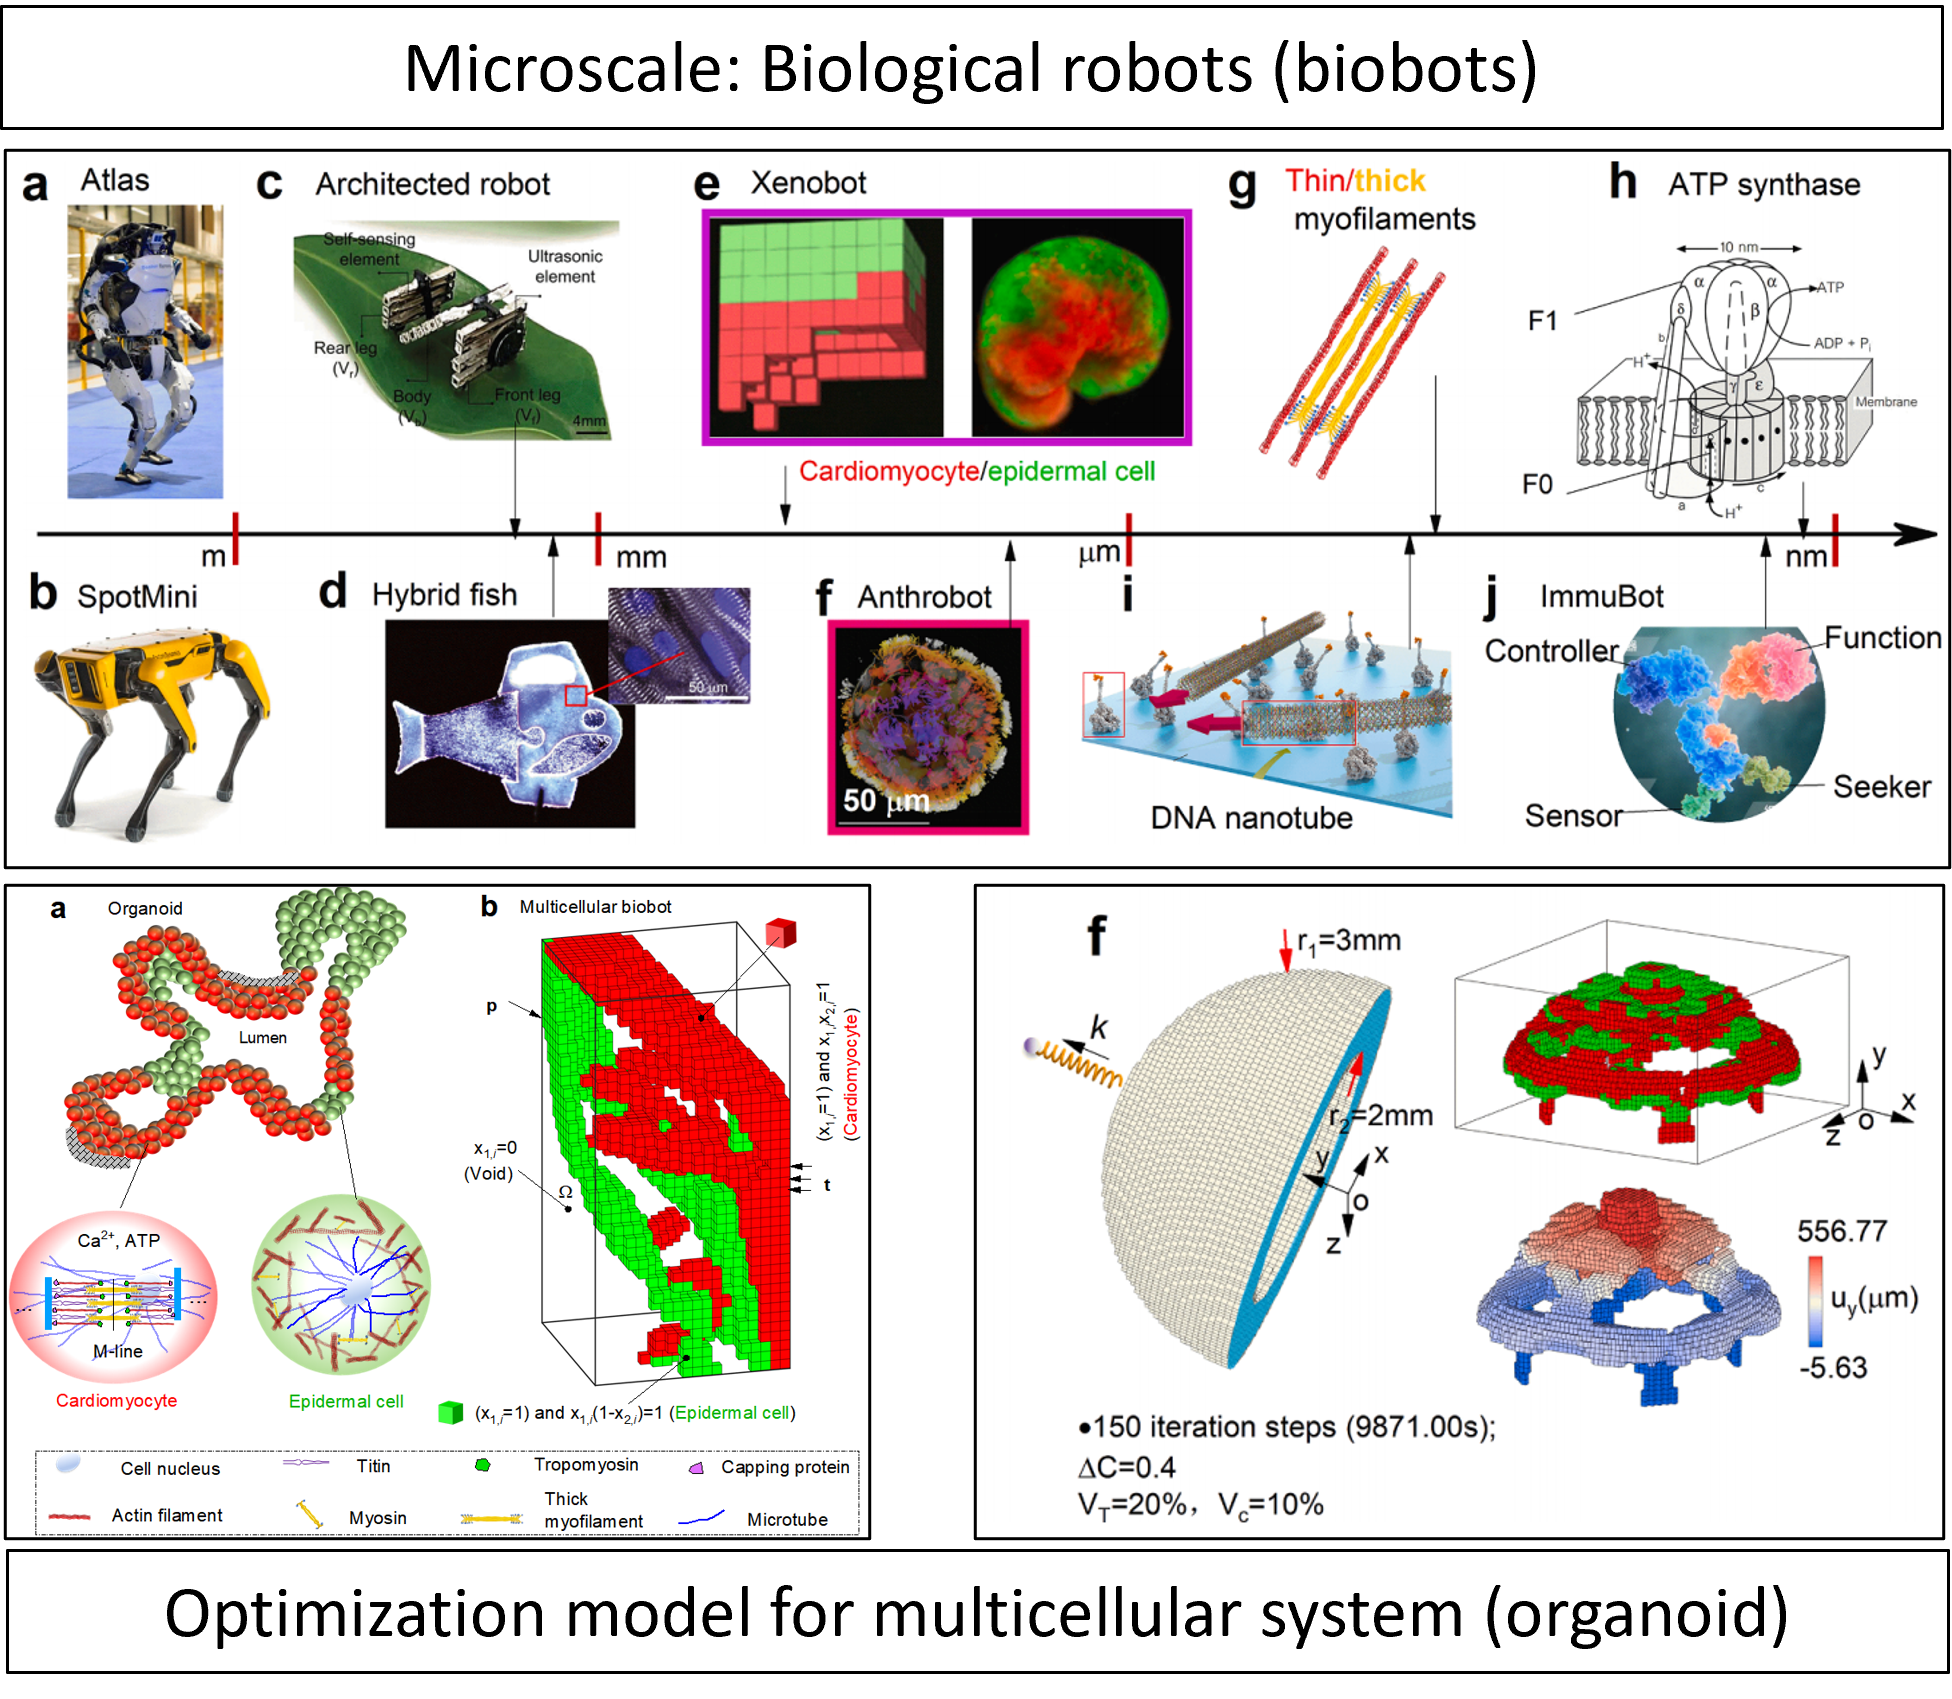 Microscale: Biological robots (biobots)
a Atlas
c Architected robot
Self-sensing
element
Ultrasonic
element
Rear leg
(Vr)
Body
(Vb)
Front leg
(Vf)
4mm
e Xenobot
Cardiomyocyte/epidermal cell
g Thin/thick
myofilaments
h ATP synthase
10 nm
F1
α
α
δ
β
ATP
b
ADP + Pi
H+
γ
ε
Membrane
F0
a
c
H+
m
mm
μm
nm
b SpotMini
d Hybrid fish
50 μm
f Anthrobot
50 μm
i
DNA nanotube
j ImmuBot
Controller
Function
Seeker
Sensor
a Organoid
Lumen
Ca2+, ATP
...
...
M-line
Cardiomyocyte
Epidermal cell
b Multicellular biobot
p
(x1,i=1) and x1,ix2,i=1
(Cardiomyocyte)
x1,i=0
(Void)
Ω
t
(x1,i=1) and x1,i(1-x2,i)=1 (Epidermal cell)
Cell nucleus
Titin
Tropomyosin
Capping protein
Actin filament
Myosin
Thick
myofilament
Microtube
f
r1=3mm
k
r2=2mm
y
x
o
z
y
x
z
o
556.77
uy(μm)
-5.63
•150 iteration steps (9871.00s);
ΔC=0.4
VT=20%, Vc=10%
Optimization model for multicellular system (organoid)